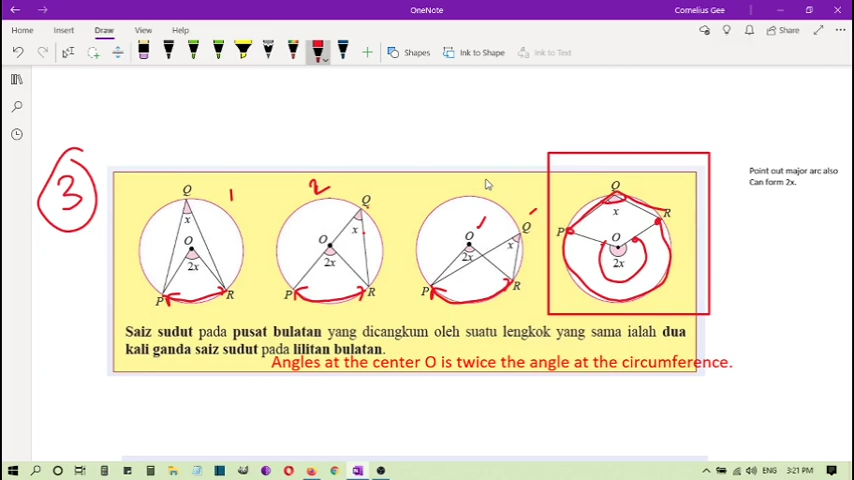 OneNote
Cornelius Gee
Home Insert Draw View Help
Shapes Ink to Shape Ink to Text Share
3
1 2
Q Q Q Q
x x x x
R
P
O O O O
2x 2x 2x 2x
P R P R P R
Point out major arc also
Can form 2x.
Saiz sudut pada pusat bulatan yang dicangkum oleh suatu lengkok yang sama ialah dua
kali ganda saiz sudut pada lilitan bulatan.
Angles at the center O is twice the angle at the circumference.
ENG 3:21 PM